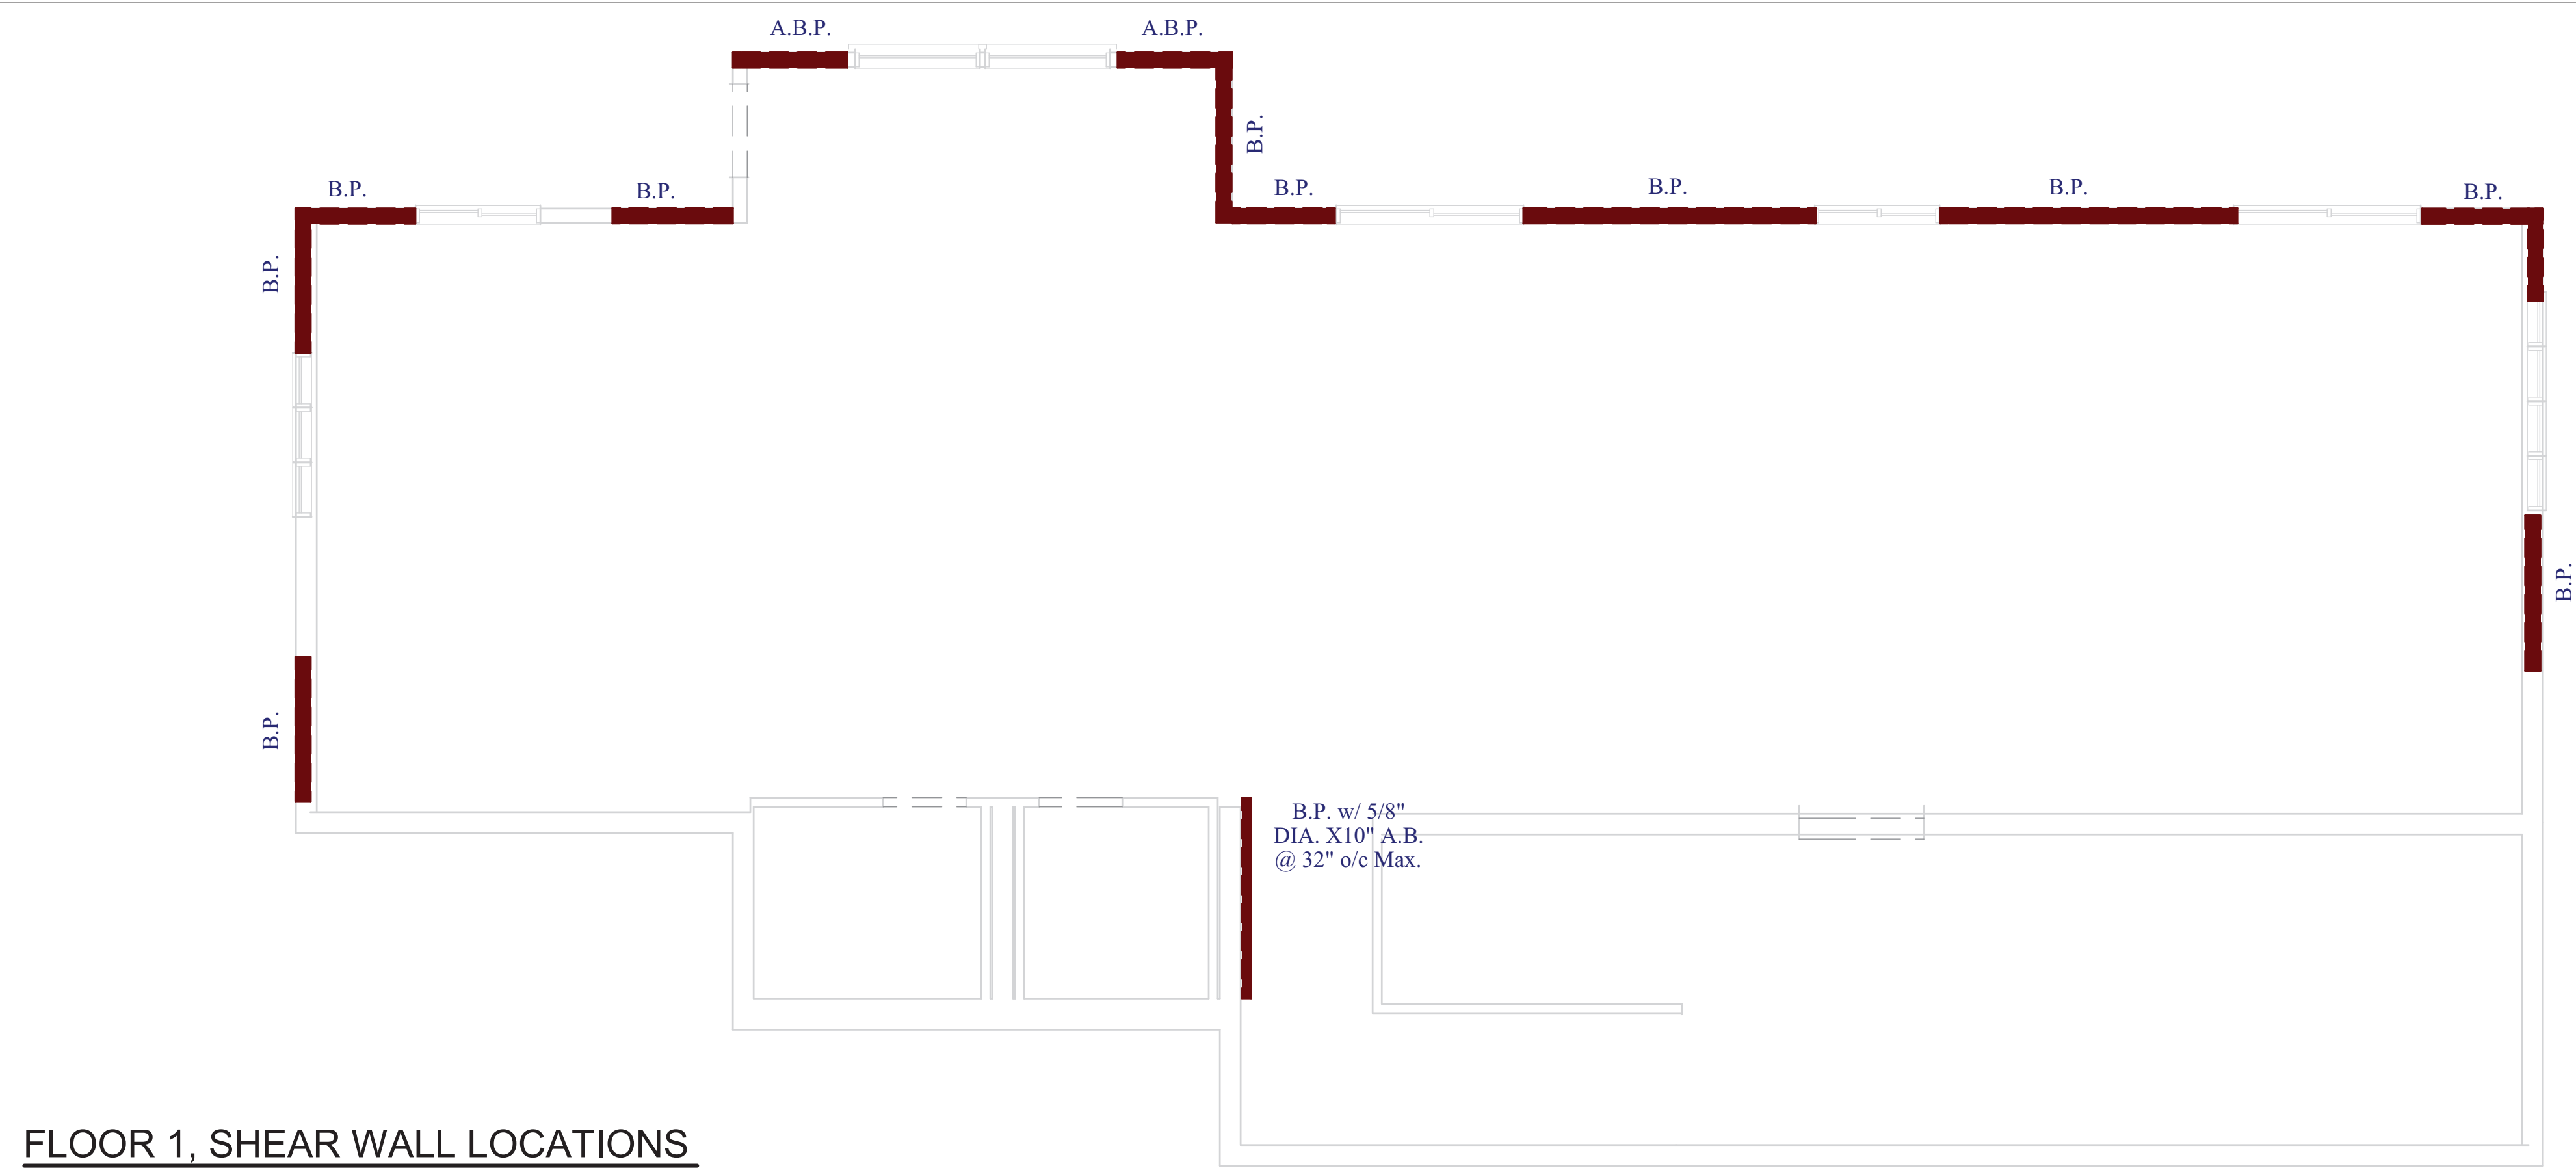 A.B.P.
A.B.P.
B.P.
B.P.
B.P.
B.P.
B.P.
B.P.
B.P.
B.P.
B.P.
B.P.
B.P. w/ 5/8"
DIA. X10" A.B.
@ 32" o/c Max.
FLOOR 1, SHEAR WALL LOCATIONS